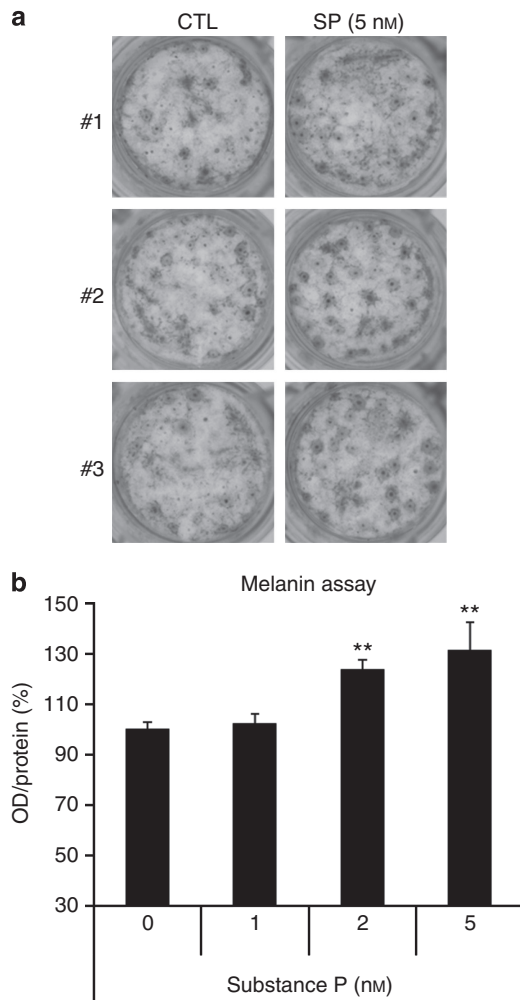 a
CTL SP (5 nM)
#1
#2
#3
b
Melanin assay
OD/protein (%)
150
130
110
90
70
50
30
** **
0 1 2 5
Substance P (nM)